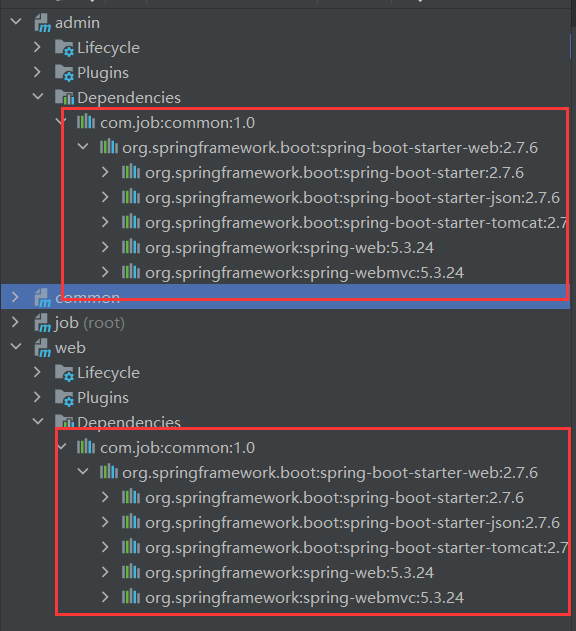 admin
Lifecycle
Plugins
Dependencies
com.job:common:1.0
org.springframework.boot:spring-boot-starter-web:2.7.6
org.springframework.boot:spring-boot-starter:2.7.6
org.springframework.boot:spring-boot-starter-json:2.7.6
org.springframework.boot:spring-boot-starter-tomcat:2.7
org.springframework:spring-web:5.3.24
org.springframework:spring-webmvc:5.3.24
common
job (root)
web
Lifecycle
Plugins
Dependencies
com.job:common:1.0
org.springframework.boot:spring-boot-starter-web:2.7.6
org.springframework.boot:spring-boot-starter:2.7.6
org.springframework.boot:spring-boot-starter-json:2.7.6
org.springframework.boot:spring-boot-starter-tomcat:2.7
org.springframework:spring-web:5.3.24
org.springframework:spring-webmvc:5.3.24